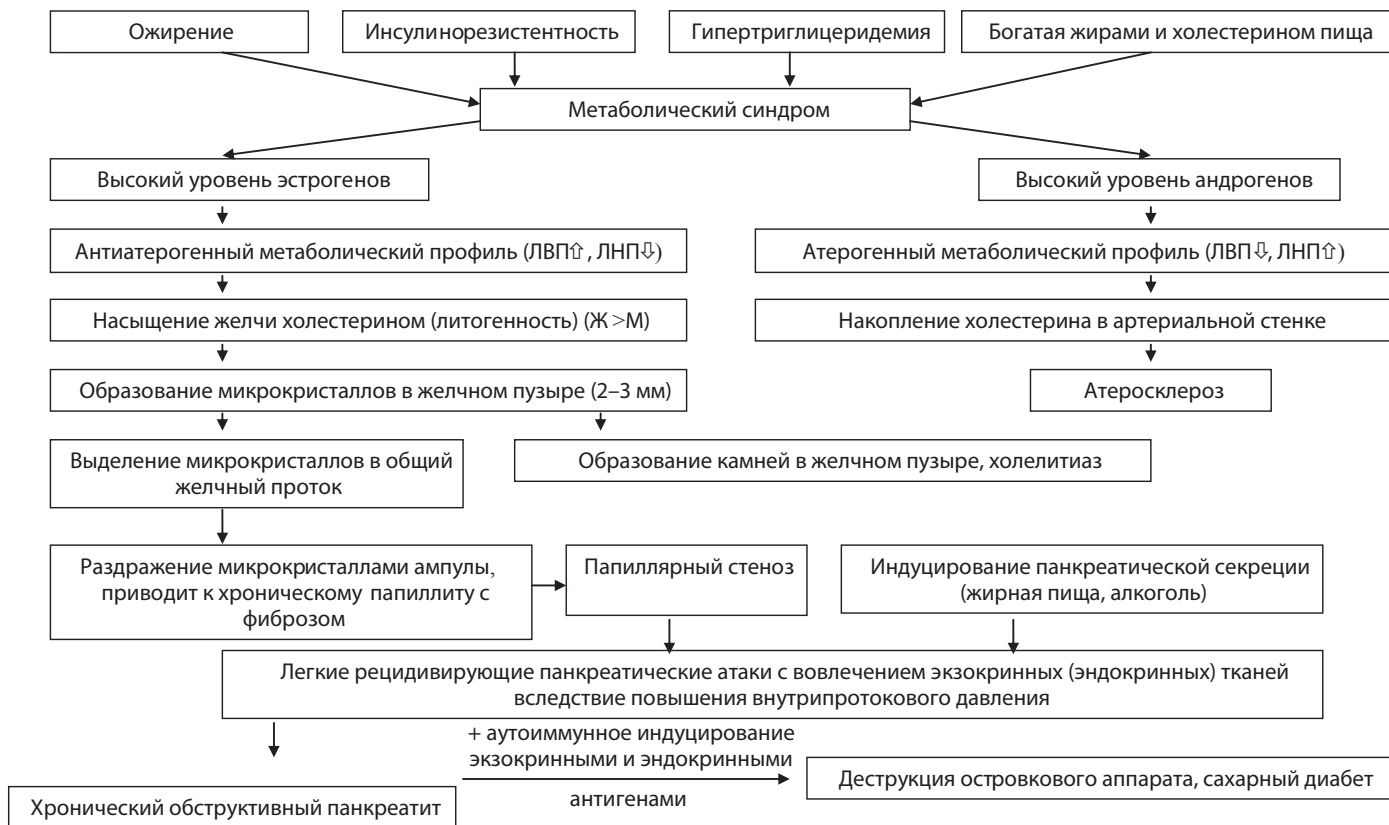 Ожирение
Инсулинорезистентность
Гипертриглицеридемия
Богатая жирами и холестерином пища
Метаболический синдром
Высокий уровень эстрогенов
Высокий уровень андрогенов
Антиатерогенный метаболический профиль (ЛВП⇧, ЛНП⇩)
Атерогенный метаболический профиль (ЛВП⇩, ЛНП⇧)
Насыщение желчи холестерином (литогенность) (Ж >М)
Накопление холестерина в артериальной стенке
Образование микрокристаллов в желчном пузыре (2–3 мм)
Атеросклероз
Выделение микрокристаллов в общий
желчный проток
Образование камней в желчном пузыре, холелитиаз
Раздражение микрокристаллами ампулы,
приводит к хроническому папиллиту с
фиброзом
Папиллярный стеноз
Индуцирование панкреатической секреции
(жирная пища, алкоголь)
Легкие рецидивирующие панкреатические атаки с вовлечением экзокринных (эндокринных) тканей
вследствие повышения внутрипротокового давления
+ аутоиммунное индуцирование
экзокринными и эндокринными
антигенами
Хронический обструктивный панкреатит
Деструкция островкового аппарата, сахарный диабет